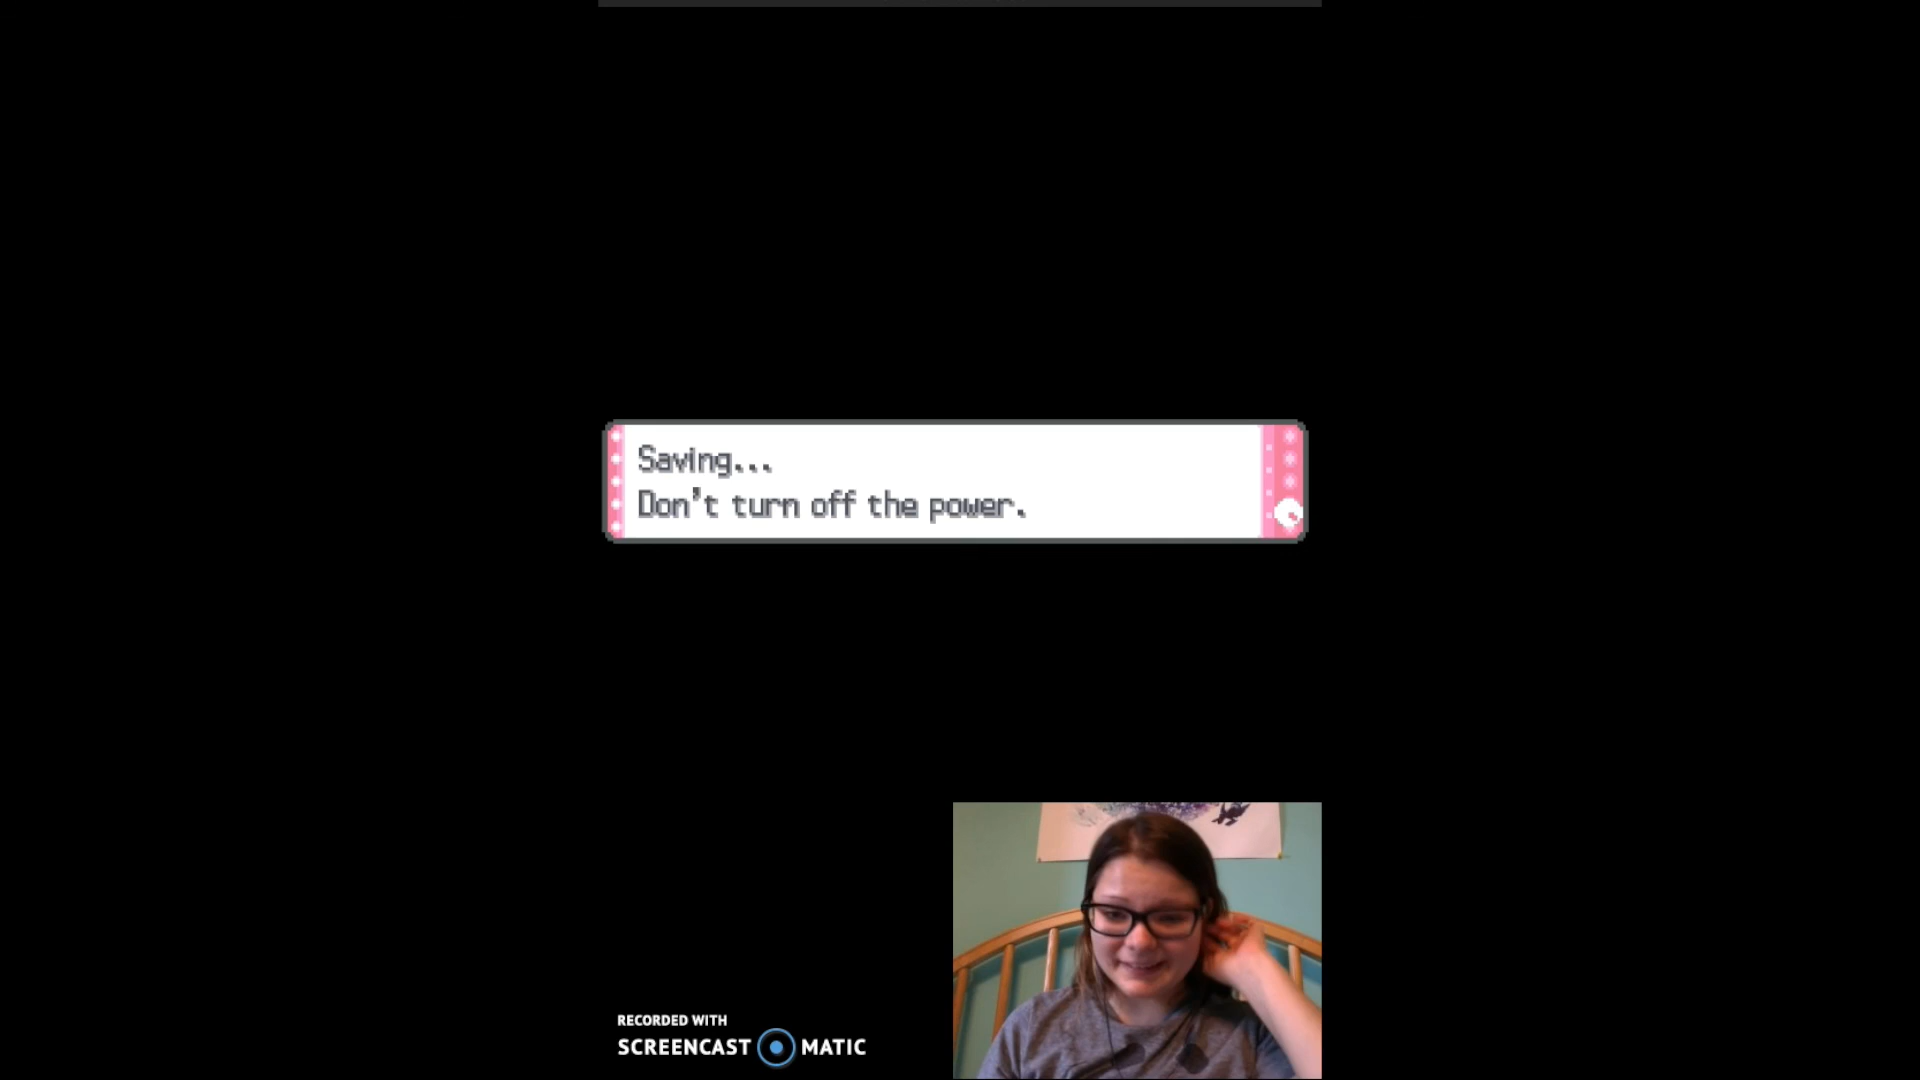 Saving...
Don't turn off the power.
RECORDED WITH
SCREENCAST MATIC